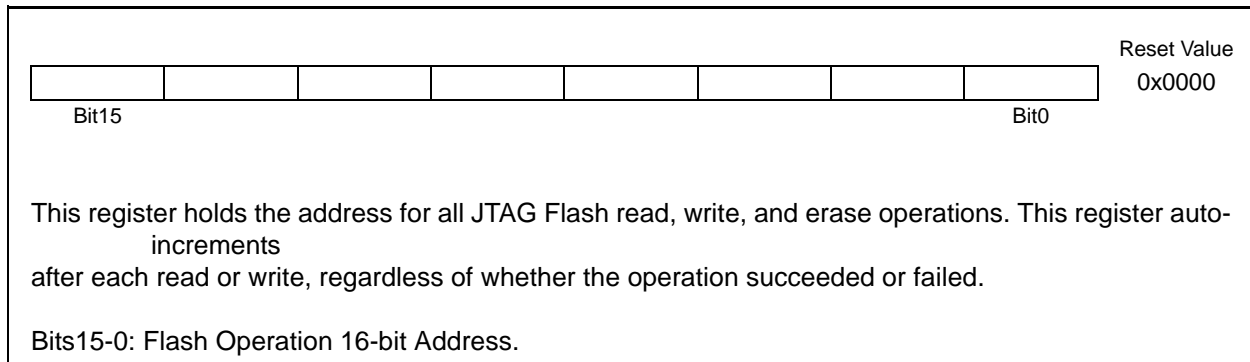 Reset Value
0x0000
Bit15 Bit0
This register holds the address for all JTAG Flash read, write, and erase operations. This register auto-
increments
after each read or write, regardless of whether the operation succeeded or failed.
Bits15-0: Flash Operation 16-bit Address.